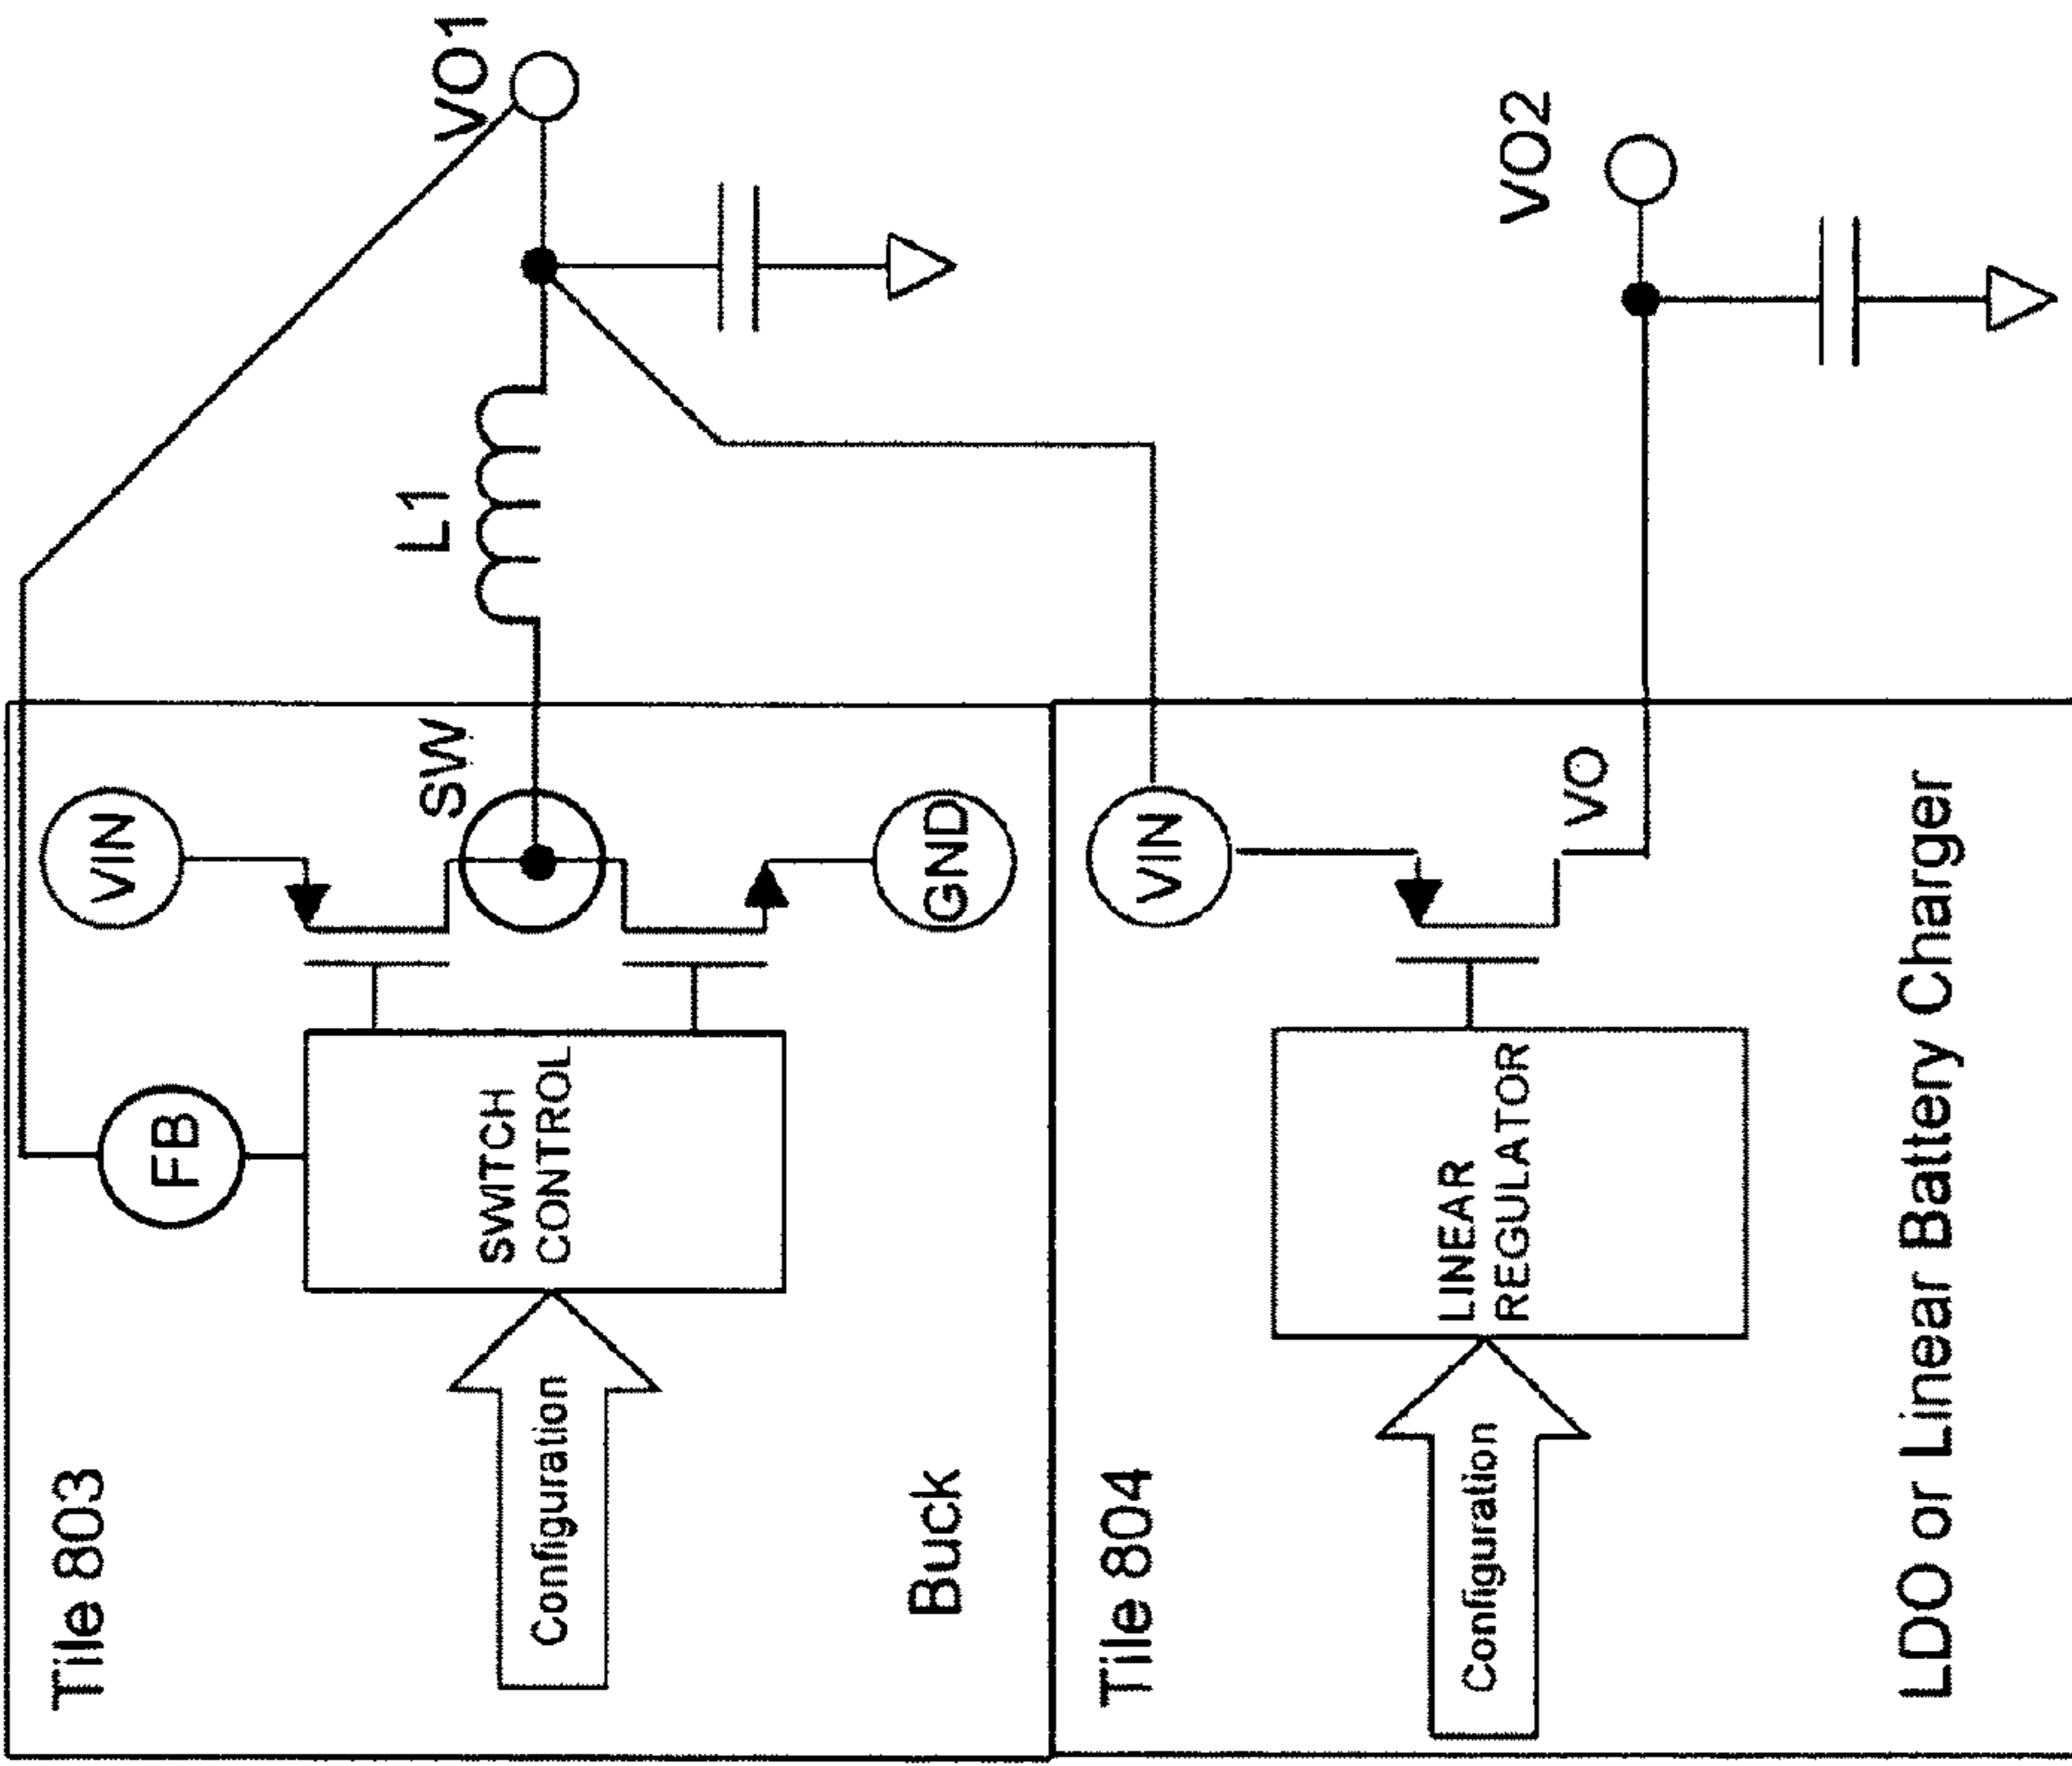 Tile 803
FB
VIN
SWITCH
CONTROL
SW
L1
VO1
Configuration
GND
Buck
Tile 804
VIN
LINEAR
REGULATOR
VO
VO2
Configuration
LDO or Linear Battery Charger